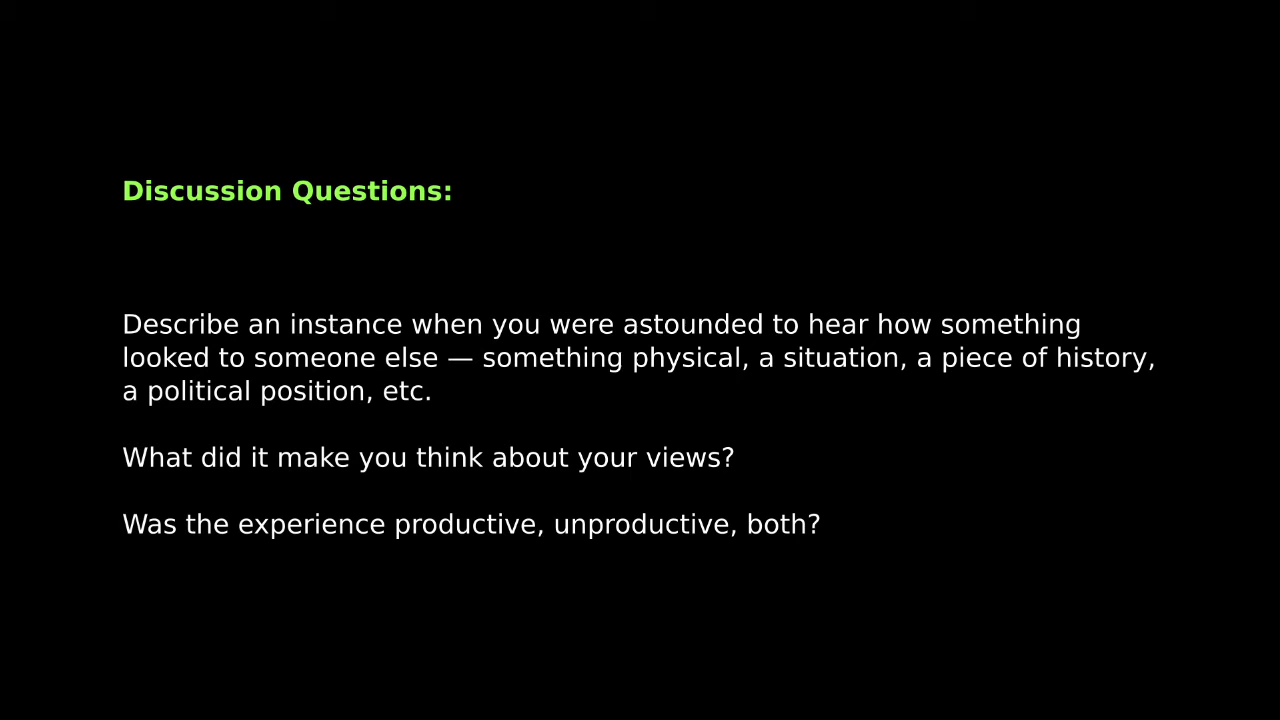 Discussion Questions:
Describe an instance when you were astounded to hear how something
looked to someone else — something physical, a situation, a piece of history,
a political position, etc.
What did it make you think about your views?
Was the experience productive, unproductive, both?